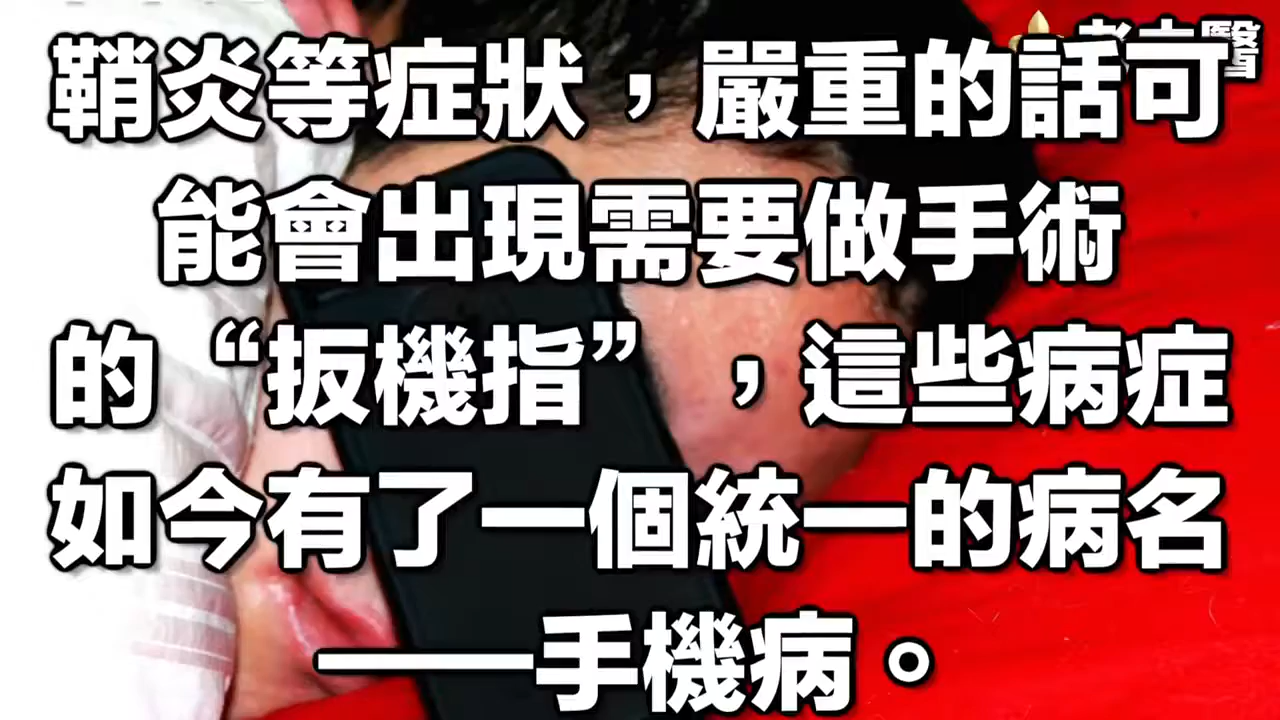 醫
鞘炎等症狀，嚴重的話可
能會出現需要做手術
的“扳機指”，這些病症
如今有了一個統一的病名
——手機病。